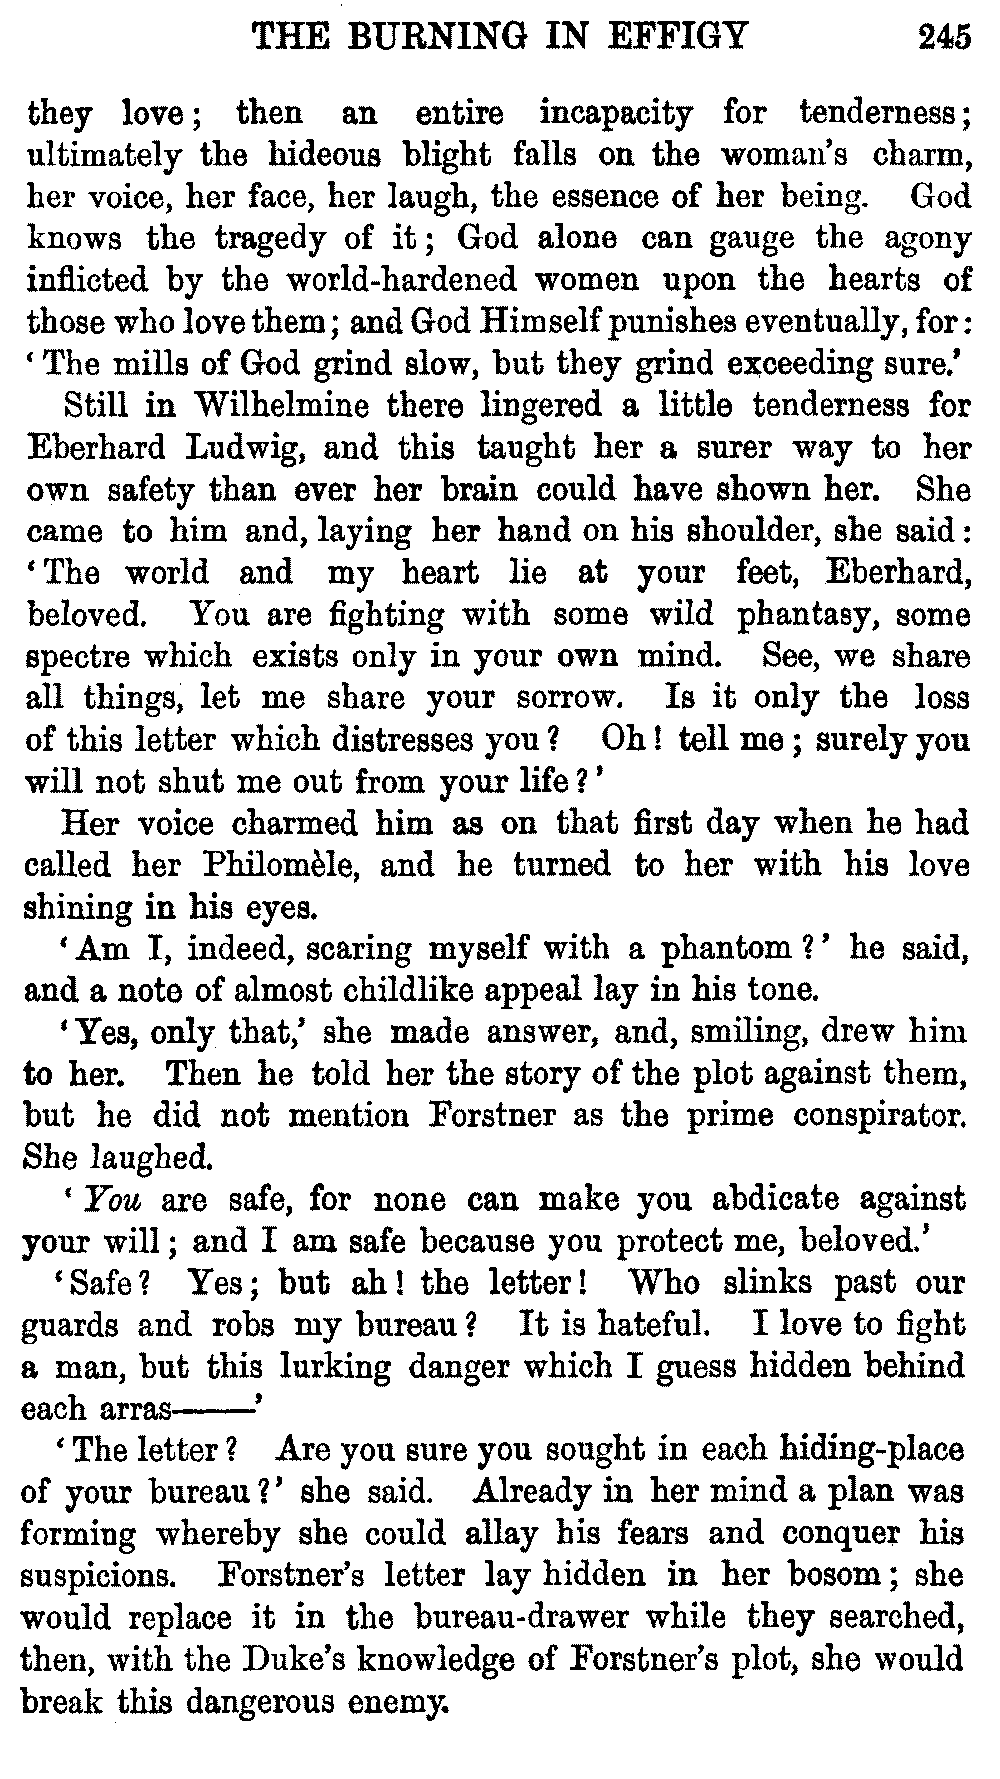 THE BURNING IN EFFIGY 245
they love; then an entire incapacity for tenderness;
ultimately the hideous blight falls on the woman's charm,
her voice, her face, her laugh, the essence of her being. God
knows the tragedy of it; God alone can gauge the agony
inflicted by the world-hardened women upon the hearts of
those who love them; and God Himself punishes eventually, for:
'The mills of God grind slow, but they grind exceeding sure.'
Still in Wilhelmine there lingered a little tenderness for
Eberhard Ludwig, and this taught her a surer way to her
own safety than ever her brain could have shown her. She
came to him and, laying her hand on his shoulder, she said:
'The world and my heart lie at your feet, Eberhard,
beloved. You are fighting with some wild phantasy, some
spectre which exists only in your own mind. See, we share
all things, let me share your sorrow. Is it only the loss
of this letter which distresses you? Oh! tell me; surely you
will not shut me out from your life?'
Her voice charmed him as on that first day when he had
called her Philomèle, and he turned to her with his love
shining in his eyes.
'Am I, indeed, scaring myself with a phantom?' he said,
and a note of almost childlike appeal lay in his tone.
'Yes, only that,' she made answer, and, smiling, drew him
to her. Then he told her the story of the plot against them,
but he did not mention Forstner as the prime conspirator.
She laughed.
'You are safe, for none can make you abdicate against
your will; and I am safe because you protect me, beloved.'
'Safe? Yes; but ah! the letter! Who slinks past our
guards and robs my bureau? It is hateful. I love to fight
a man, but this lurking danger which I guess hidden behind
each arras——'
'The letter? Are you sure you sought in each hiding-place
of your bureau?' she said. Already in her mind a plan was
forming whereby she could allay his fears and conquer his
suspicions. Forstner's letter lay hidden in her bosom; she
would replace it in the bureau-drawer while they searched,
then, with the Duke's knowledge of Forstner's plot, she would
break this dangerous enemy.